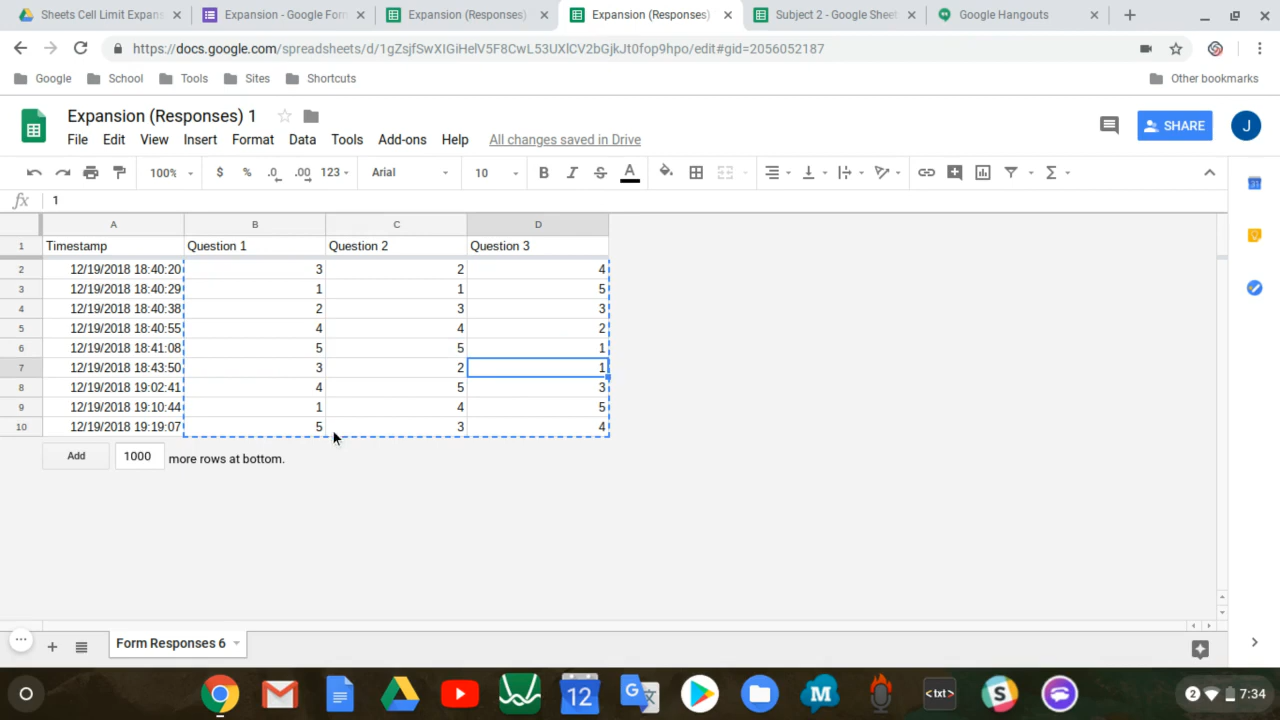 Sheets Cell Limit Expans
Expansion - Google Form
Expansion (Responses)
Expansion (Responses)
Subject 2 - Google Sheet
Google Hangouts
https://docs.google.com/spreadsheets/d/1gZsjfSwXIGiHelV5F8CwL53UXlCV2bGjkJt0fop9hpo/edit#gid=2056052187
Google School Tools Sites Shortcuts Other bookmarks
Expansion (Responses) 1
File Edit View Insert Format Data Tools Add-ons Help All changes saved in Drive
SHARE
J
100% $ % .0 .00 123 Arial 10 B I S A
fx 1
A B C D
1 Timestamp Question 1 Question 2 Question 3
2 12/19/2018 18:40:20 3 2 4
3 12/19/2018 18:40:29 1 1 5
4 12/19/2018 18:40:38 2 3 3
5 12/19/2018 18:40:55 4 4 2
6 12/19/2018 18:41:08 5 5 1
7 12/19/2018 18:43:50 3 2 1
8 12/19/2018 19:02:41 4 5 3
9 12/19/2018 19:10:44 1 4 5
10 12/19/2018 19:19:07 5 3 4
Add 1000 more rows at bottom.
Form Responses 6
12
G
M
<txt>
2 7:34